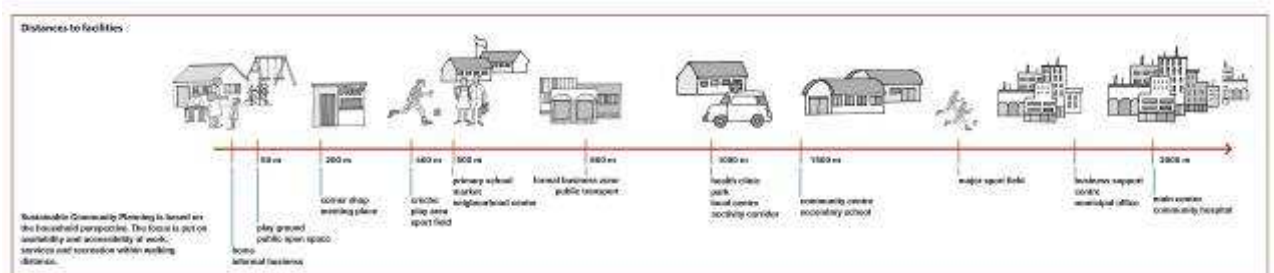 Distances to facilities
50 m
200 m
400 m
500 m
800 m
1000 m
1500 m
2000 m
home
informal business
play ground
public open space
corner shop
meeting place
crèche
play area
sport field
primary school
market
neighbourhood centre
formal business zone
public transport
health clinic
park
local centre
activity corridor
community centre
secondary school
major sport field
business support
centre
municipal office
main centre
community hospital
Sustainable Community Planning is based on
the household perspective. The focus is put on
availability and accessibility of work,
services and recreation within walking
distance.